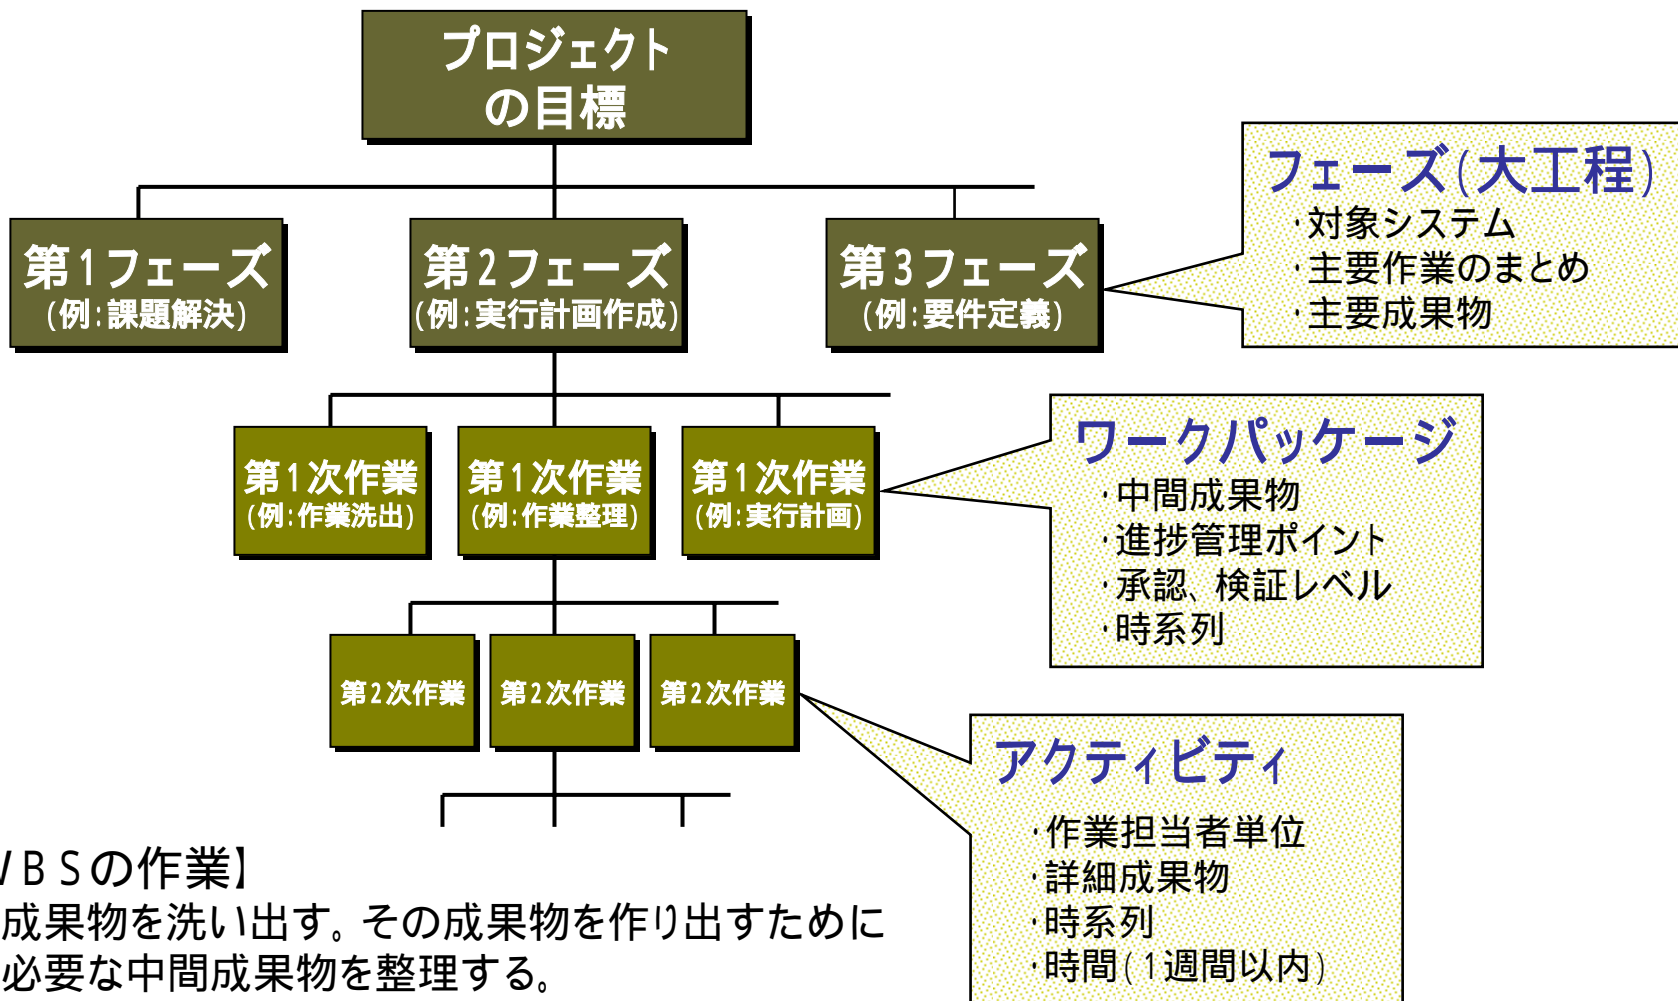 プロジェクト
の目標
第1フェーズ
(例:課題解決)
第2フェーズ
(例:実行計画作成)
第3フェーズ
(例:要件定義)
フェーズ(大工程)
・対象システム
・主要作業のまとめ
・主要成果物
第1次作業
(例:作業洗出)
第1次作業
(例:作業整理)
第1次作業
(例:実行計画)
ワークパッケージ
・中間成果物
・進捗管理ポイント
・承認、検証レベル
・時系列
第2次作業
第2次作業
第2次作業
アクティビティ
・作業担当者単位
・詳細成果物
・時系列
・時間(1週間以内)
WBSの作業】
成果物を洗い出す。その成果物を作り出すために
必要な中間成果物を整理する。